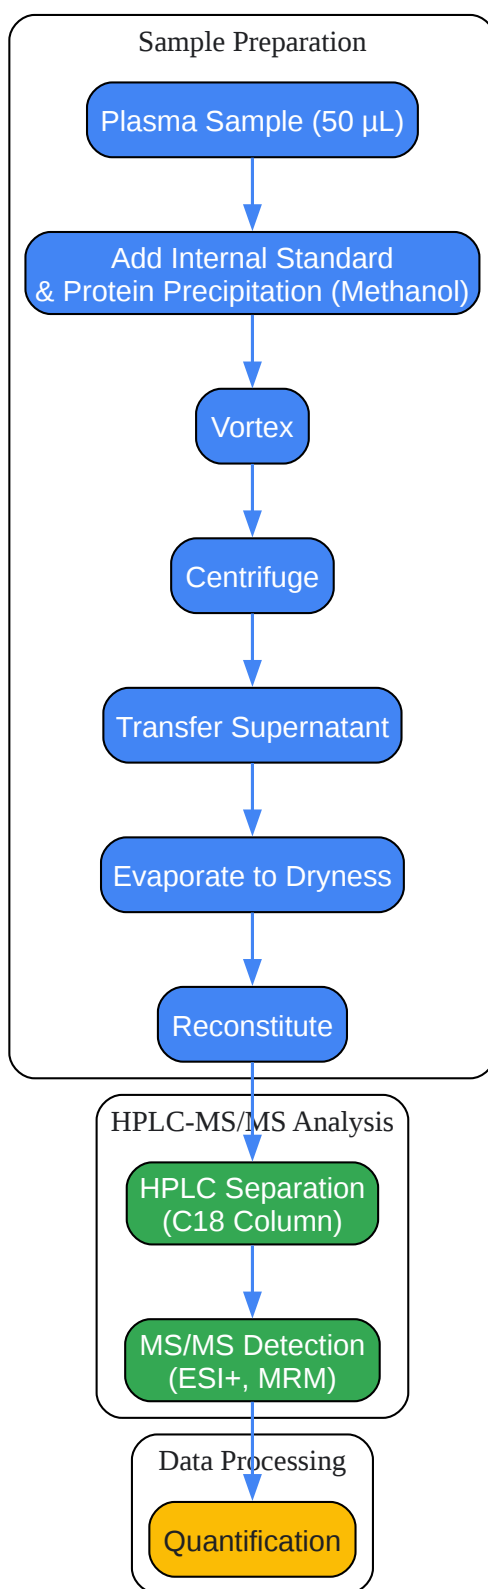 Sample Preparation
Plasma Sample (50 µL)
Add Internal Standard
& Protein Precipitation (Methanol)
Vortex
Centrifuge
Transfer Supernatant
Evaporate to Dryness
Reconstitute
HPLC-MS/MS Analysis
HPLC Separation
(C18 Column)
MS/MS Detection
(ESI+, MRM)
Data Processing
Quantification